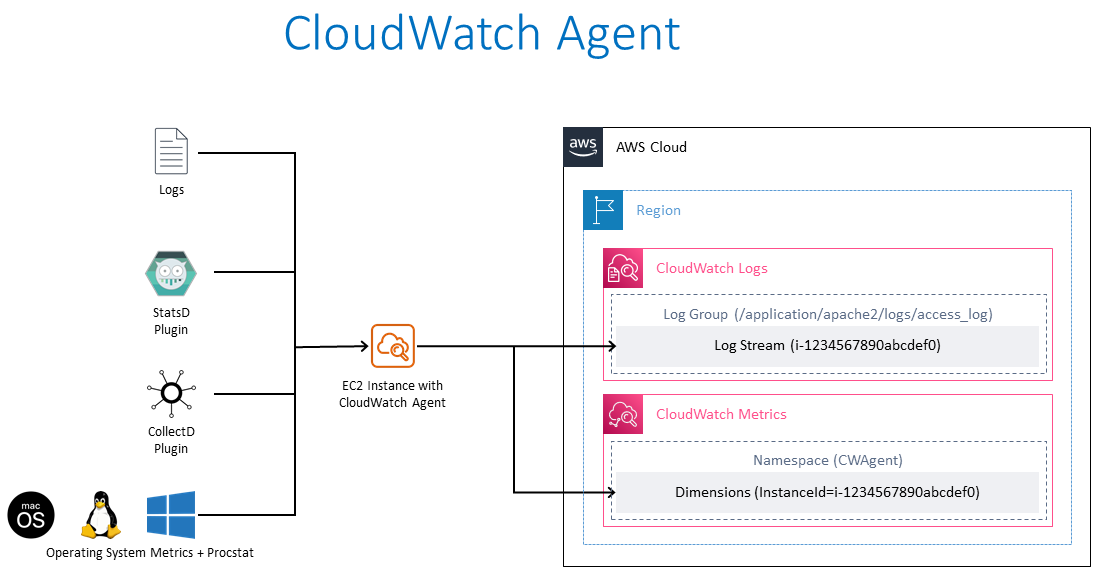 CloudWatch Agent
Logs
StatsD
Plugin
CollectD
Plugin
mac
OS
Operating System Metrics + Procstat
EC2 Instance with
CloudWatch Agent
aws
AWS Cloud
Region
CloudWatch Logs
Log Group (/application/apache2/logs/access_log)
Log Stream (i-1234567890abcdef0)
CloudWatch Metrics
Namespace (CWAgent)
Dimensions (InstanceId=i-1234567890abcdef0)